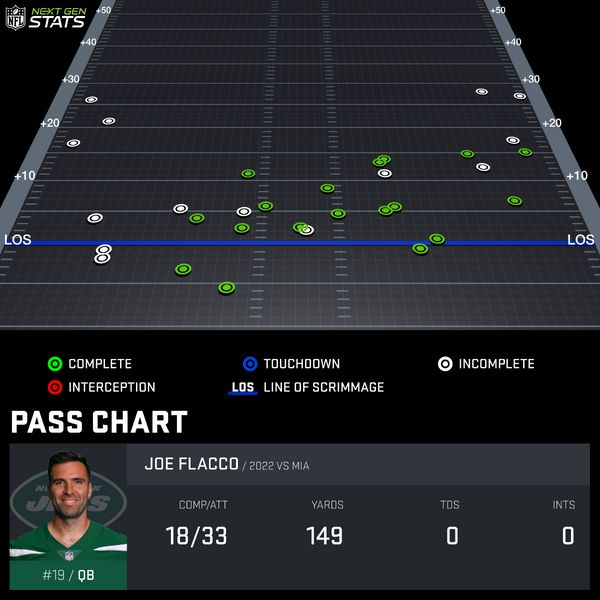 NFL NEXT GEN STATS
+50 +50
+40 +40
+30 +30
+20 +20
+10 +10
LOS LOS
COMPLETE TOUCHDOWN INCOMPLETE
INTERCEPTION LOS LINE OF SCRIMMAGE
PASS CHART
JOE FLACCO / 2022 VS MIA
COMP/ATT YARDS TDS INTS
18/33 149 0 0
#19 / QB